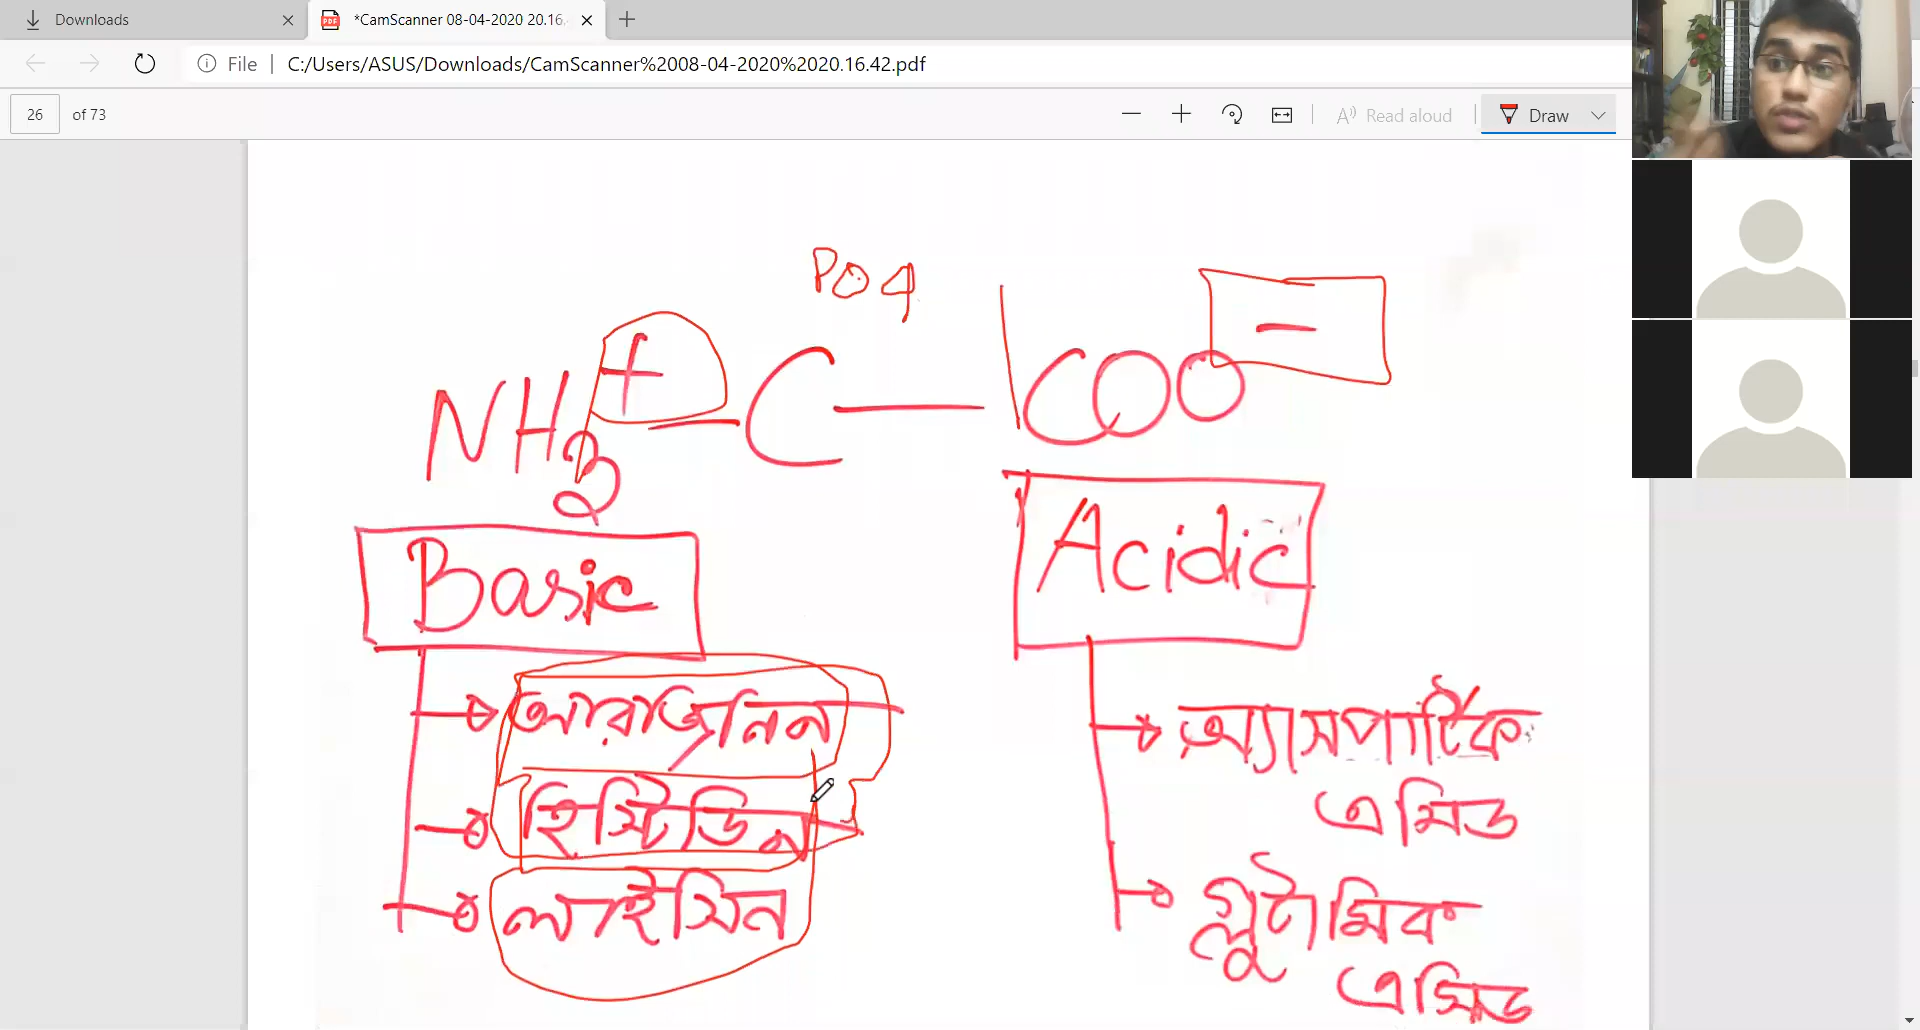 Downloads
*CamScanner 08-04-2020 20.16.
File
C:/Users/ASUS/Downloads/CamScanner%2008-04-2020%2020.16.42.pdf
26 of 73
Read aloud
Draw
PO4
NH3 + — C — COO −
Basic
Acidic
আরজিনিন
হিস্টিডিন
লাইসিন
অ্যাসপার্টিক
এসিড
গ্লুটামিক
এসিড